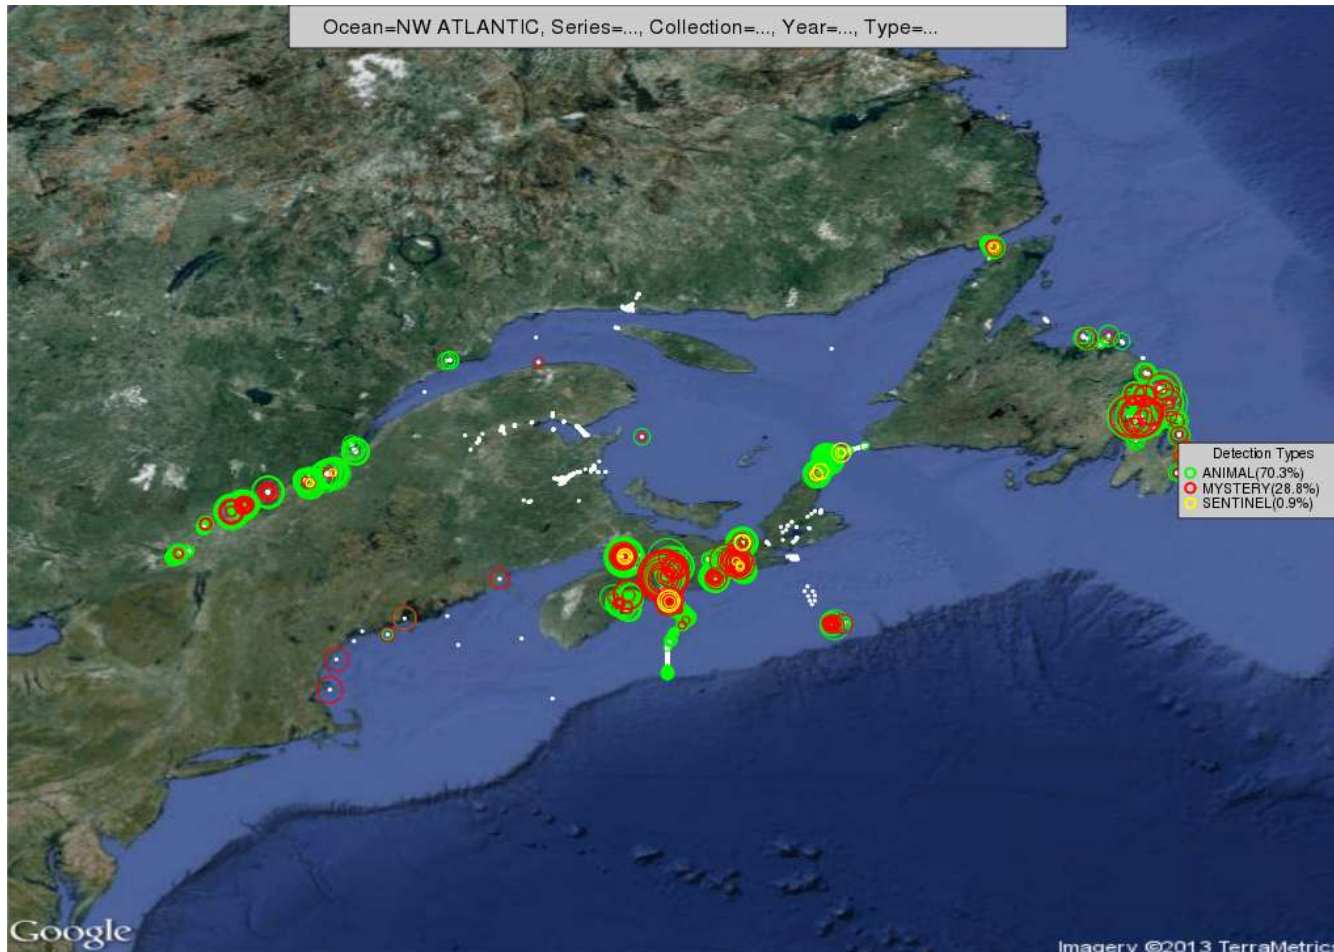 Ocean=NW ATLANTIC, Series=..., Collection=..., Year=..., Type=...
Detection Types
ANIMAL(70.3%)
MYSTERY(28.8%)
SENTINEL(0.9%)
Google
Imagery ©2013 TerraMetrics